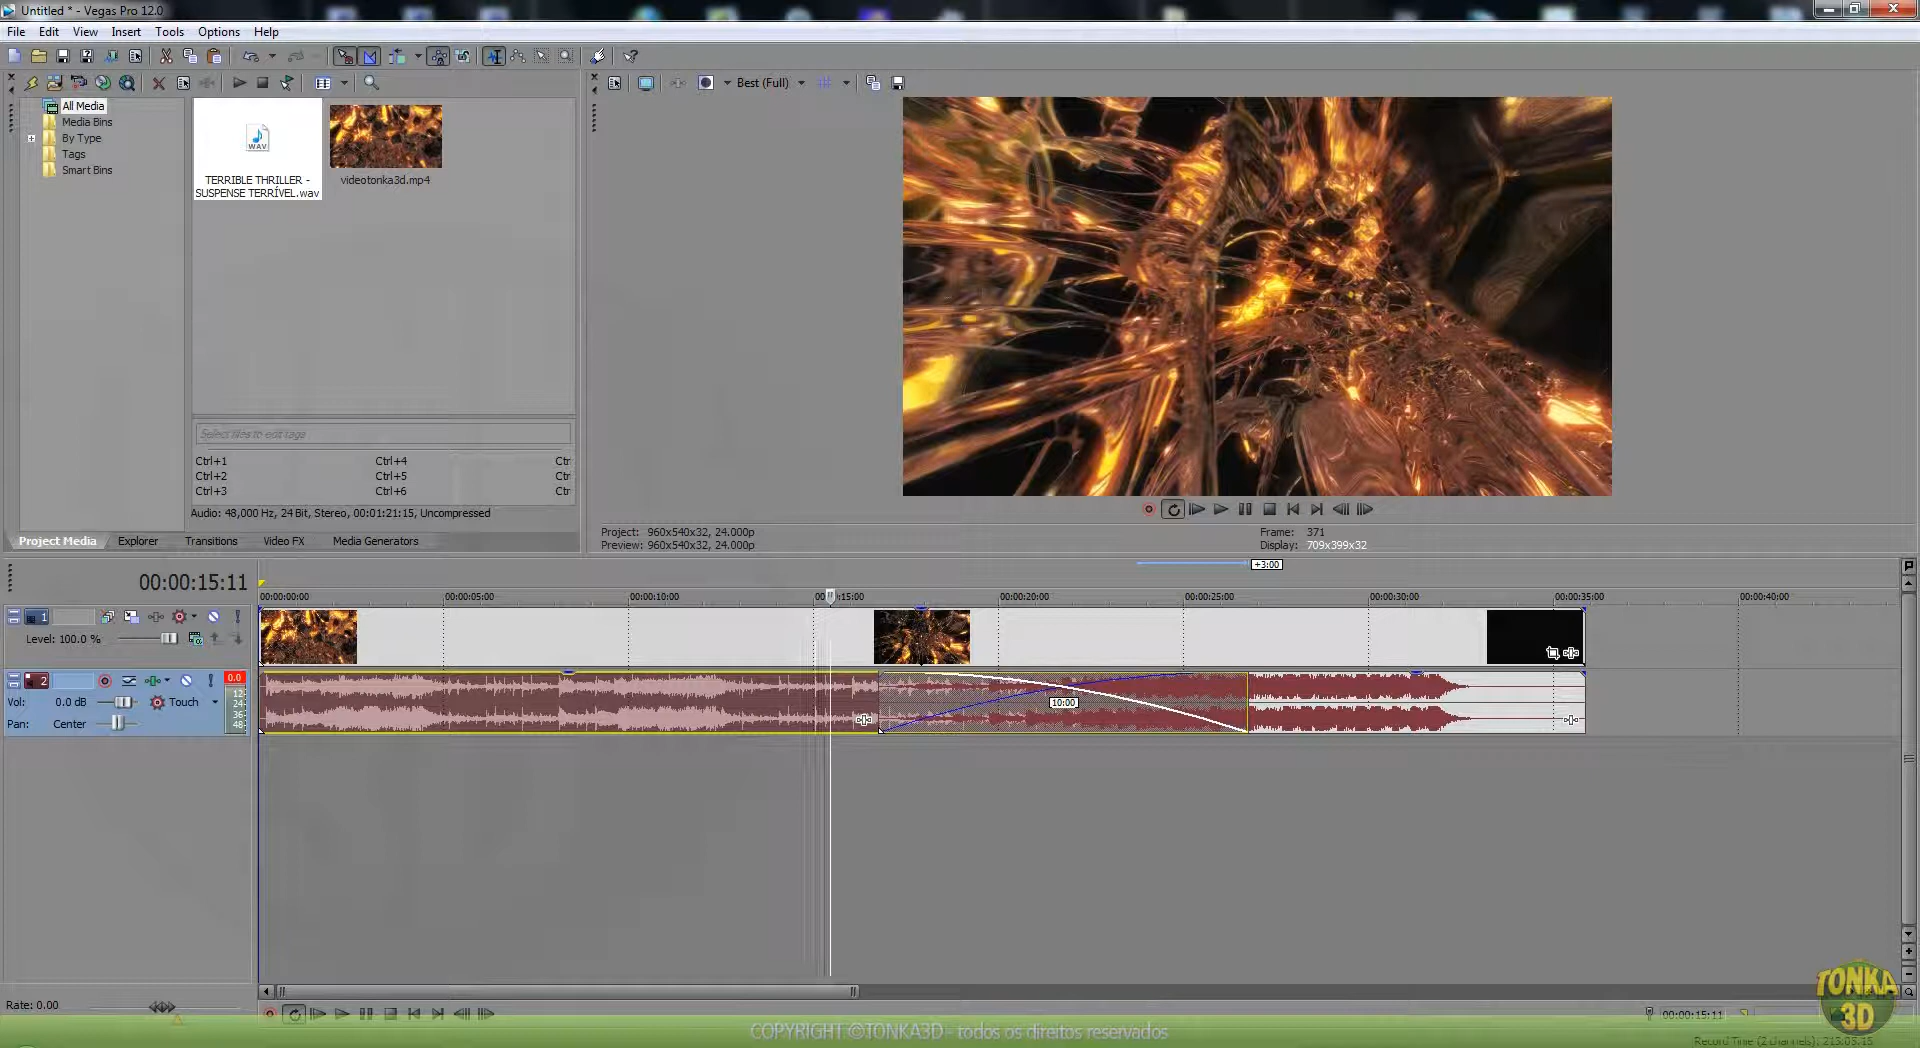 Untitled * - Vegas Pro 12.0
File Edit View Insert Tools Options Help
Best (Full)
All Media
Media Bins
By Type
Tags
Smart Bins
WAV
TERRIBLE THRILLER -
SUSPENSE TERRÍVEL.wav
videotonka3d.mp4
Select files to edit tags
Ctrl+1 Ctrl+4 Ctr
Ctrl+2 Ctrl+5 Ctr
Ctrl+3 Ctrl+6 Ctr
Audio: 48,000 Hz, 24 Bit, Stereo, 00:01:21:15, Uncompressed
Project Media Explorer Transitions Video FX Media Generators
Project: 960x540x32, 24.000p
Preview: 960x540x32, 24.000p
Frame: 371
Display: 709x399x32
+3:00
00:00:15:11
00:00:00:00 00:00:05:00 00:00:10:00 00:00:15:00 00:00:20:00 00:00:25:00 00:00:30:00 00:00:35:00 00:00:40:00
1
Level: 100.0 %
2
0.0
Vol: 0.0 dB Touch
Pan: Center
12
24
36
48
10:00
Rate: 0.00
00:00:15:11
COPYRIGHT ©TONKA3D - todos os direitos reservados
TONKA
3D
Record Time (2 channels): 215:05:15